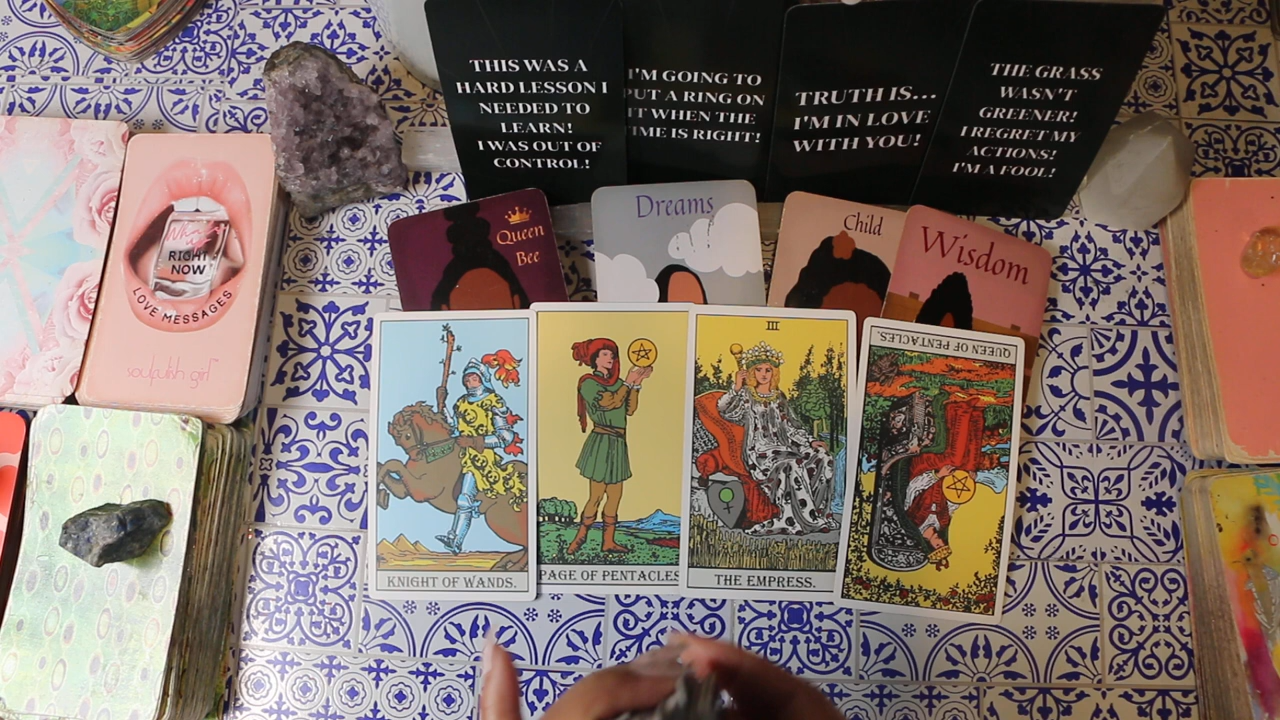 THIS WAS A
HARD LESSON I
NEEDED TO
LEARN!
I WAS OUT OF
CONTROL!
I'M GOING TO
PUT A RING ON
IT WHEN THE
TIME IS RIGHT!
TRUTH IS...
I'M IN LOVE
WITH YOU!
THE GRASS
WASN'T
GREENER!
I REGRET MY
ACTIONS!
I'M A FOOL!
Queen
Bee
Dreams
Child
Wisdom
RIGHT
NOW
LOVE MESSAGES
soulfulish girl
KNIGHT OF WANDS.
PAGE OF PENTACLES
III
THE EMPRESS.
QUEEN OF PENTACLES.